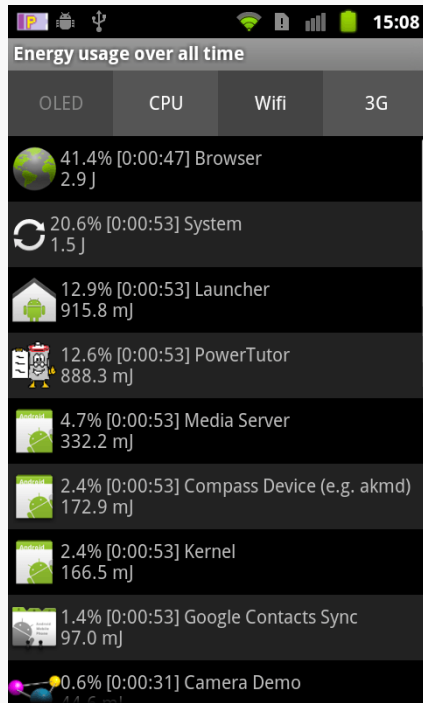 15:08
Energy usage over all time
OLED CPU Wifi 3G
41.4% [0:00:47] Browser
2.9 J
20.6% [0:00:53] System
1.5 J
12.9% [0:00:53] Launcher
915.8 mJ
12.6% [0:00:53] PowerTutor
888.3 mJ
4.7% [0:00:53] Media Server
332.2 mJ
2.4% [0:00:53] Compass Device (e.g. akmd)
172.9 mJ
2.4% [0:00:53] Kernel
166.5 mJ
1.4% [0:00:53] Google Contacts Sync
97.0 mJ
0.6% [0:00:31] Camera Demo
44.6 mJ